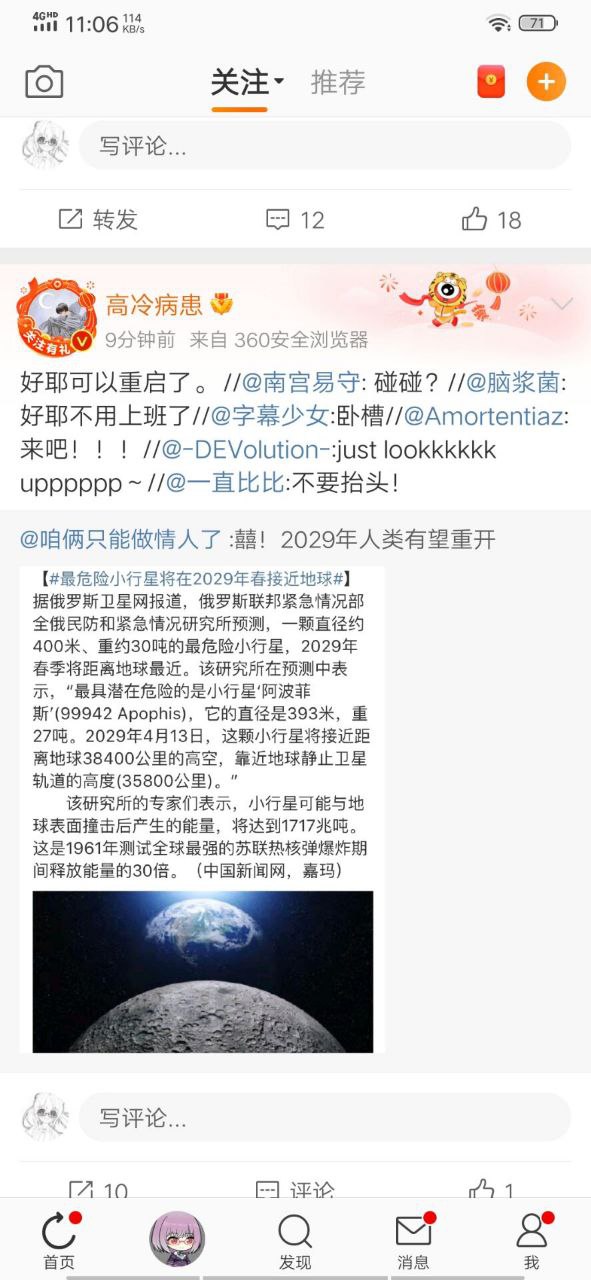 4GHD 11:06 114 KB/s 71
关注 推荐
写评论...
转发 12 18
高冷病患
9分钟前 来自 360安全浏览器
关注有礼
好耶可以重启了。//@南宫易守: 碰碰？//@脑浆菌:
好耶不用上班了//@字幕少女:卧槽//@Amortentiaz:
来吧！！！//@-DEVolution-:just lookkkkkk
upppppp～//@一直比比:不要抬头！
@咱俩只能做情人了 :囍！2029年人类有望重开
【#最危险小行星将在2029年春接近地球#】
据俄罗斯卫星网报道，俄罗斯联邦紧急情况部
全俄民防和紧急情况研究所预测，一颗直径约
400米、重约30吨的最危险小行星，2029年
春季将距离地球最近。该研究所在预测中表
示，“最具潜在危险的是小行星‘阿波菲
斯’(99942 Apophis)，它的直径是393米，重
27吨。2029年4月13日，这颗小行星将接近距
离地球38400公里的高空，靠近地球静止卫星
轨道的高度(35800公里)。”
该研究所的专家们表示，小行星可能与地
球表面撞击后产生的能量，将达到1717兆吨。
这是1961年测试全球最强的苏联热核弹爆炸期
间释放能量的30倍。（中国新闻网，嘉玛）
写评论...
10 评论 1
首页 发现 消息 我